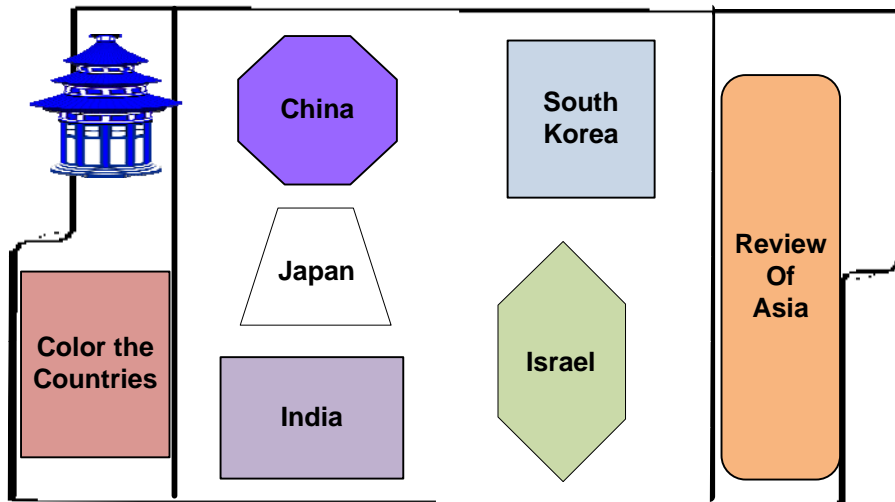 China
South
Korea
Japan
Review
Of
Asia
Color the
Countries
Israel
India